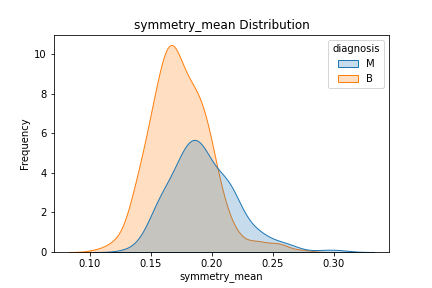 symmetry_mean Distribution
diagnosis
M
B
Frequency
10
8
6
4
2
0
0.10 0.15 0.20 0.25 0.30
symmetry_mean